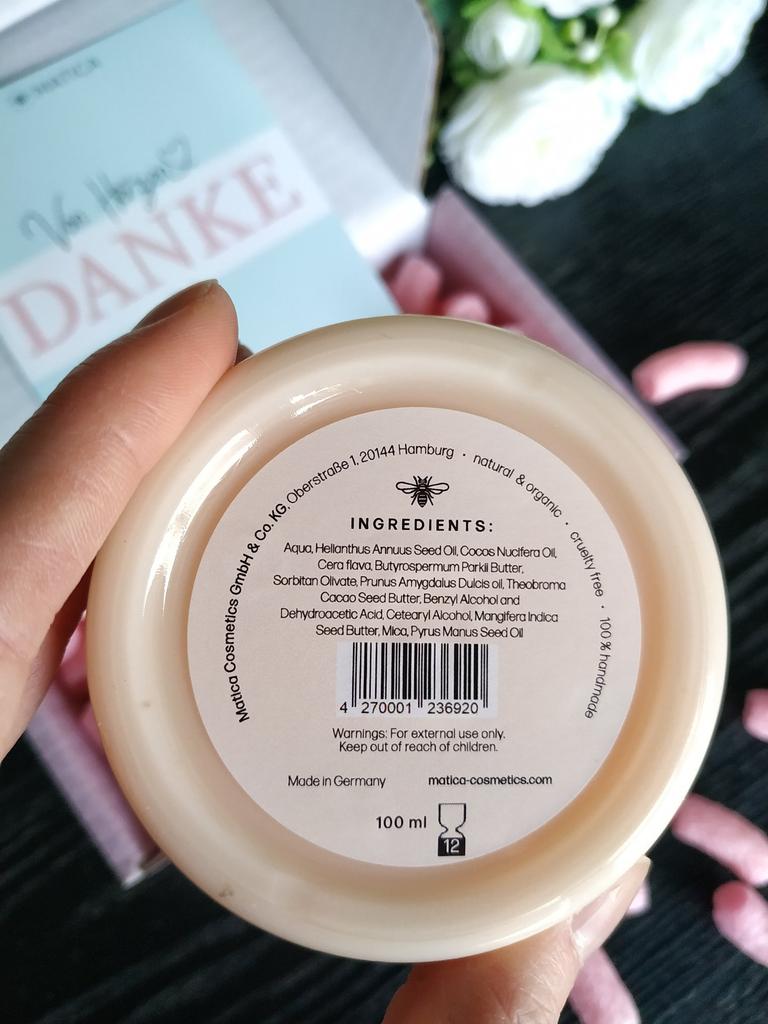 MATICA
Von Herzen
DANKE
Matica Cosmetics GmbH & Co. KG, Oberstraße 1, 20144 Hamburg · natural & organic · cruelty free · 100 % handmade
INGREDIENTS:
Aqua, Helianthus Annuus Seed Oil, Cocos Nucifera Oil,
Cera flava, Butyrospermum Parkii Butter,
Sorbitan Olivate, Prunus Amygdalus Dulcis oil, Theobroma
Cacao Seed Butter, Benzyl Alcohol and
Dehydroacetic Acid, Cetearyl Alcohol, Mangifera Indica
Seed Butter, Mica, Pyrus Manus Seed Oil
4 270001 236920
Warnings: For external use only.
Keep out of reach of children.
Made in Germany matica-cosmetics.com
100 ml 12